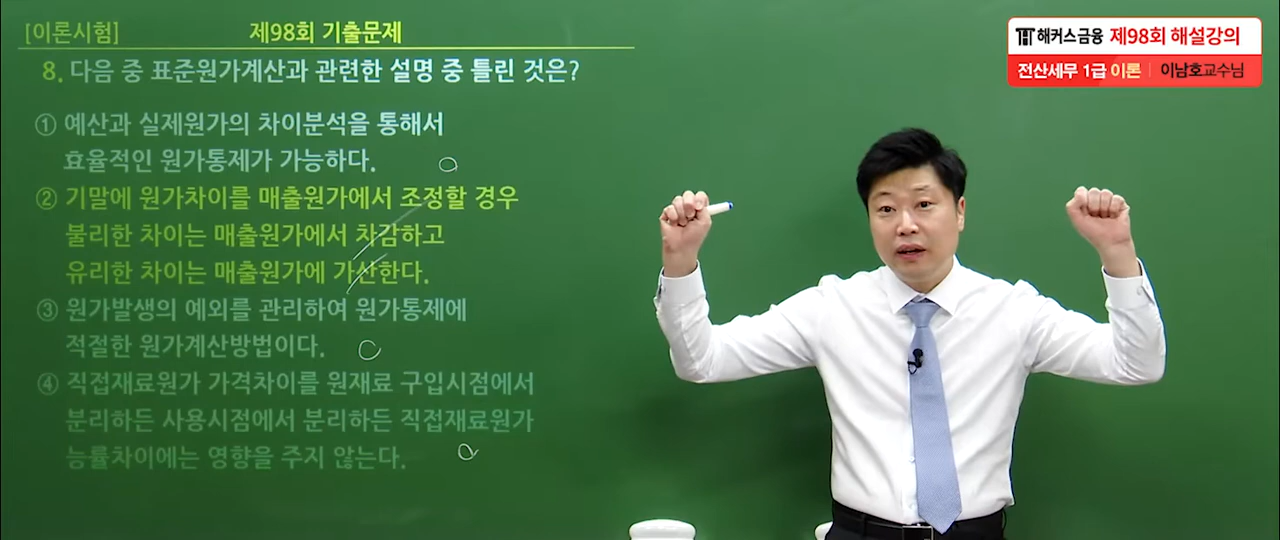 [이론시험] 제98회 기출문제
8. 다음 중 표준원가계산과 관련한 설명 중 틀린 것은?
① 예산과 실제원가의 차이분석을 통해서
효율적인 원가통제가 가능하다.
② 기말에 원가차이를 매출원가에서 조정할 경우
불리한 차이는 매출원가에서 차감하고
유리한 차이는 매출원가에 가산한다.
③ 원가발생의 예외를 관리하여 원가통제에
적절한 원가계산방법이다.
④ 직접재료원가 가격차이를 원재료 구입시점에서
분리하든 사용시점에서 분리하든 직접재료원가
능률차이에는 영향을 주지 않는다.
해커스금융 제98회 해설강의
전산세무 1급 이론 | 이남호교수님